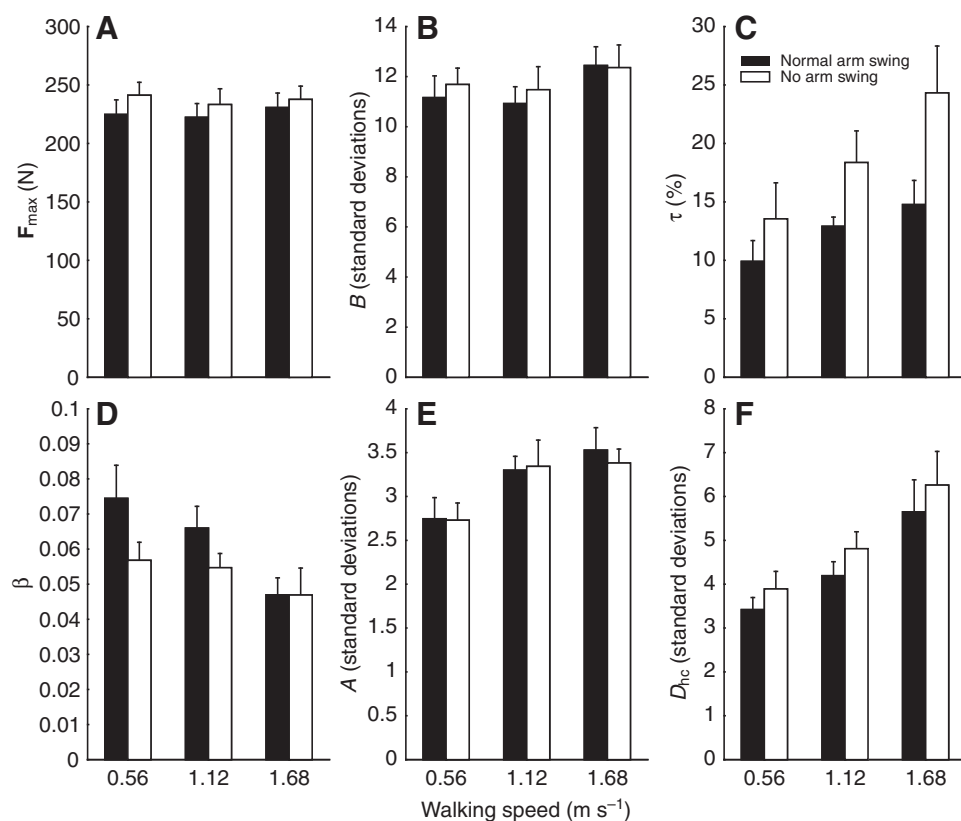 A
B
C
300
250
200
150
100
50
0
F max (N)
14
12
10
8
6
4
2
0
B (standard deviations)
30
25
20
15
10
5
0
τ (%)
Normal arm swing
No arm swing
D
E
F
0.1
0.09
0.08
0.07
0.06
0.05
0.04
0.03
0.02
0.01
0
β
4
3.5
3
2.5
2
1.5
1
0.5
0
A (standard deviations)
8
7
6
5
4
3
2
1
0
D hc (standard deviations)
0.56 1.12 1.68
0.56 1.12 1.68
0.56 1.12 1.68
Walking speed (m s⁻¹)